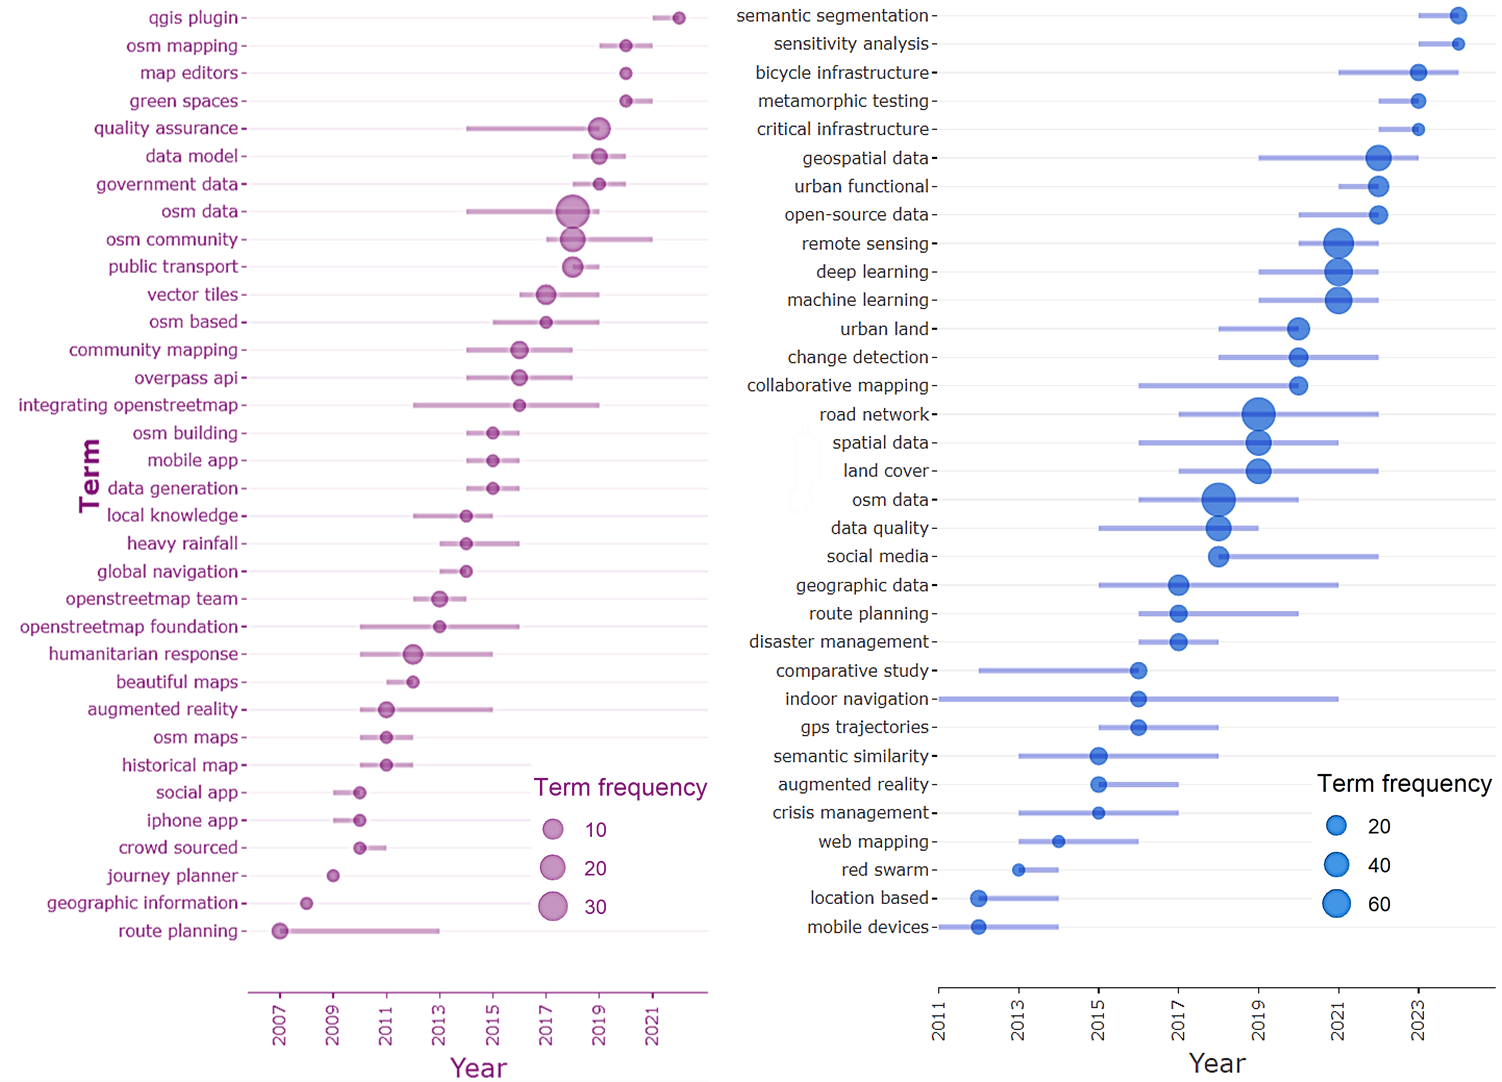 qgis plugin
osm mapping
map editors
green spaces
quality assurance
data model
government data
osm data
osm community
public transport
vector tiles
osm based
community mapping
overpass api
integrating openstreetmap
osm building
mobile app
data generation
local knowledge
heavy rainfall
global navigation
openstreetmap team
openstreetmap foundation
humanitarian response
beautiful maps
augmented reality
osm maps
historical map
social app
iphone app
crowd sourced
journey planner
geographic information
route planning
Term
Term frequency
10
20
30
2007
2009
2011
2013
2015
2017
2019
2021
Year
semantic segmentation
sensitivity analysis
bicycle infrastructure
metamorphic testing
critical infrastructure
geospatial data
urban functional
open-source data
remote sensing
deep learning
machine learning
urban land
change detection
collaborative mapping
road network
spatial data
land cover
osm data
data quality
social media
geographic data
route planning
disaster management
comparative study
indoor navigation
gps trajectories
semantic similarity
augmented reality
crisis management
web mapping
red swarm
location based
mobile devices
Term frequency
20
40
60
2011
2013
2015
2017
2019
2021
2023
Year